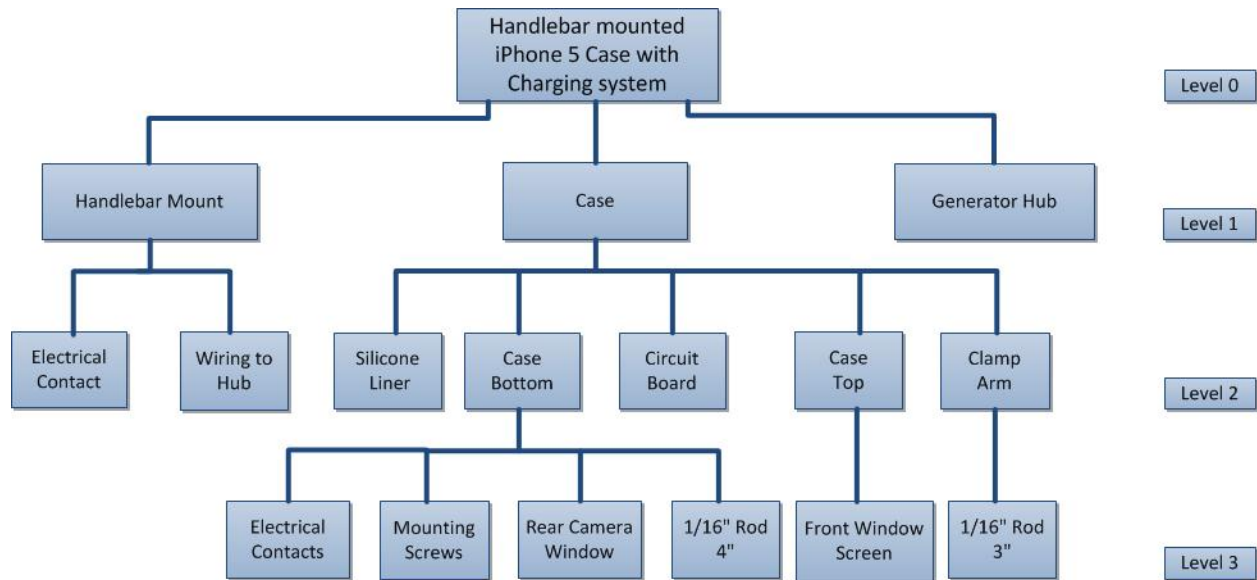 Handlebar mounted
iPhone 5 Case with
Charging system
Level 0
Handlebar Mount
Case
Generator Hub
Level 1
Electrical
Contact
Wiring to
Hub
Silicone
Liner
Case
Bottom
Circuit
Board
Case
Top
Clamp
Arm
Level 2
Electrical
Contacts
Mounting
Screws
Rear Camera
Window
1/16" Rod
4"
Front Window
Screen
1/16" Rod
3"
Level 3